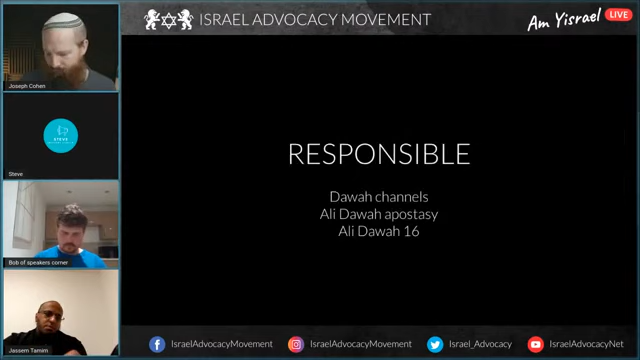 ISRAEL ADVOCACY MOVEMENT
Am Yisrael
LIVE
Joseph Cohen
STEVE
Steve
Bob of speakers corner
Jassem Tamim
RESPONSIBLE
Dawah channels
Ali Dawah apostasy
Ali Dawah 16
IsraelAdvocacyMovement
IsraelAdvocacyMovement
Israel_Advocacy
IsraelAdvocacyNet